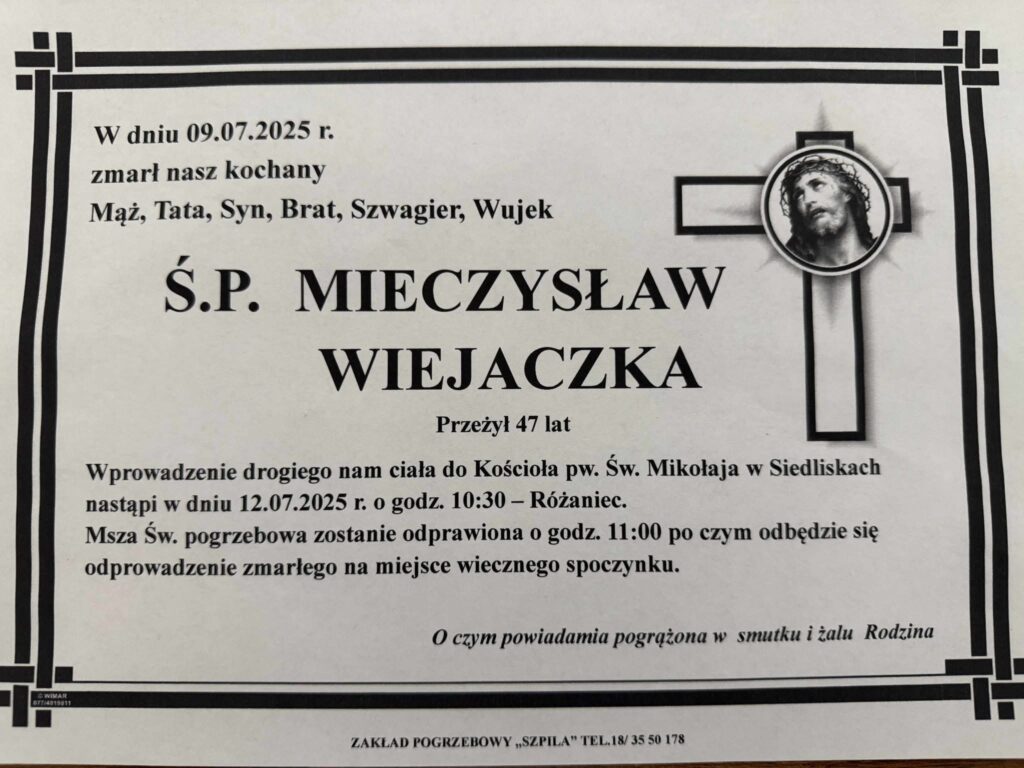 W dniu 09.07.2025 r.
zmarł nasz kochany
Mąż, Tata, Syn, Brat, Szwagier, Wujek
Ś.P. MIECZYSŁAW
WIEJACZKA
Przeżył 47 lat
Wprowadzenie drogiego nam ciała do Kościoła pw. Św. Mikołaja w Siedliskach
nastąpi w dniu 12.07.2025 r. o godz. 10:30 – Różaniec.
Msza Św. pogrzebowa zostanie odprawiona o godz. 11:00 po czym odbędzie się
odprowadzenie zmarłego na miejsce wiecznego spoczynku.
O czym powiadamia pogrążona w smutku i żalu Rodzina
© WIMAR
ZAKŁAD POGRZEBOWY „SZPILA” TEL.18/ 35 50 178